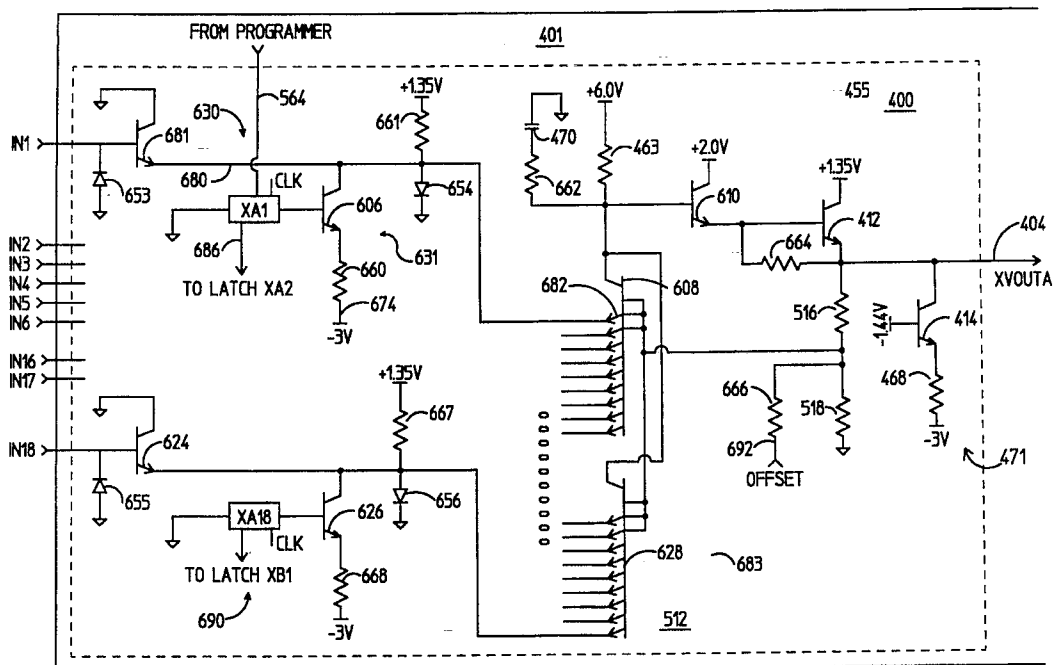 FROM PROGRAMMER
401
455
400
564
630
+1.35V
661
+6.0V
470
463
662
+2.0V
610
+1.35V
412
404
XVOUTA
IN1
681
653
680
CLK
XA1
606
654
686
TO LATCH XA2
660
631
674
-3V
664
608
682
516
-1.44V
414
468
-3V
IN2
IN3
IN4
IN5
IN6
IN16
IN17
+1.35V
667
666
518
692
OFFSET
471
IN18
624
655
XA18
CLK
626
656
TO LATCH XB1
668
690
-3V
628
683
512